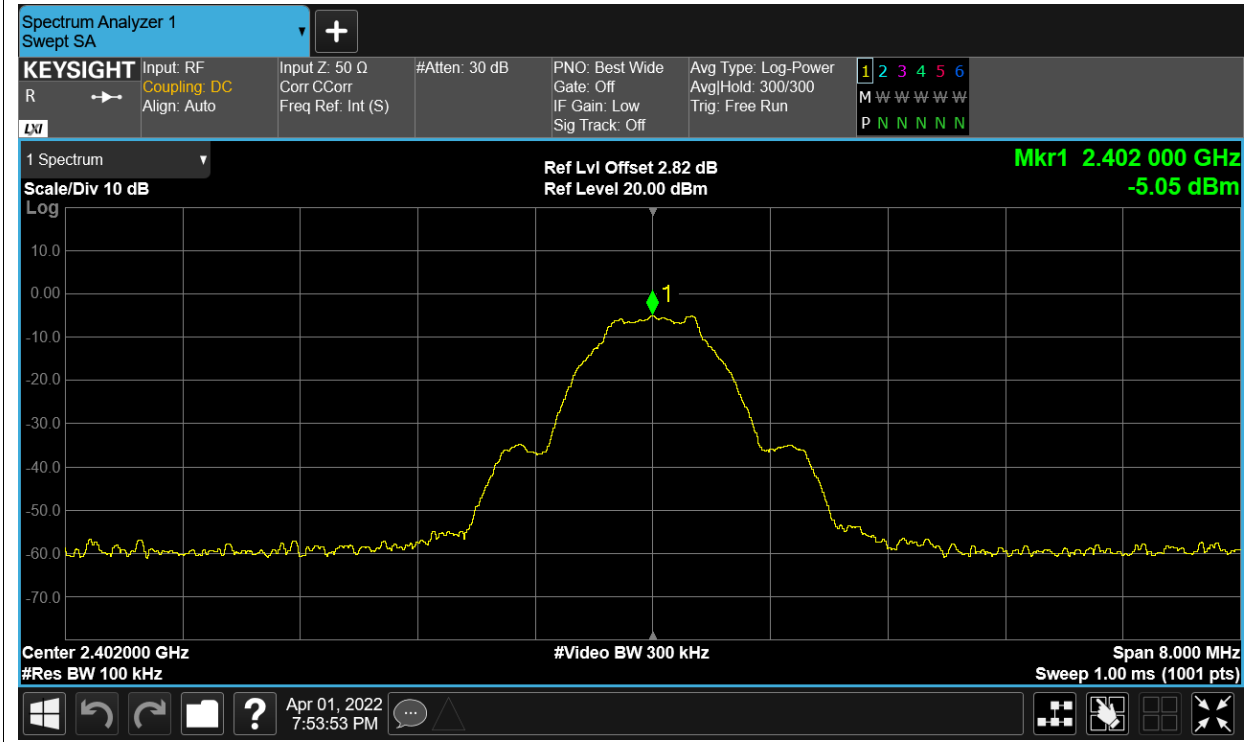 Spectrum Analyzer 1
Swept SA
+
KEYSIGHT
R
LXI
Input: RF
Coupling: DC
Align: Auto
Input Z: 50 Ω
Corr CCorr
Freq Ref: Int (S)
#Atten: 30 dB
PNO: Best Wide
Gate: Off
IF Gain: Low
Sig Track: Off
Avg Type: Log-Power
Avg|Hold: 300/300
Trig: Free Run
1 2 3 4 5 6
M W W W W W W
P N N N N N N
1 Spectrum
Scale/Div 10 dB
Log
Ref Lvl Offset 2.82 dB
Ref Level 20.00 dBm
Mkr1 2.402 000 GHz
-5.05 dBm
10.0
0.00
-10.0
-20.0
-30.0
-40.0
-50.0
-60.0
-70.0
1
Center 2.402000 GHz
#Res BW 100 kHz
#Video BW 300 kHz
Span 8.000 MHz
Sweep 1.00 ms (1001 pts)
?
Apr 01, 2022
7:53:53 PM